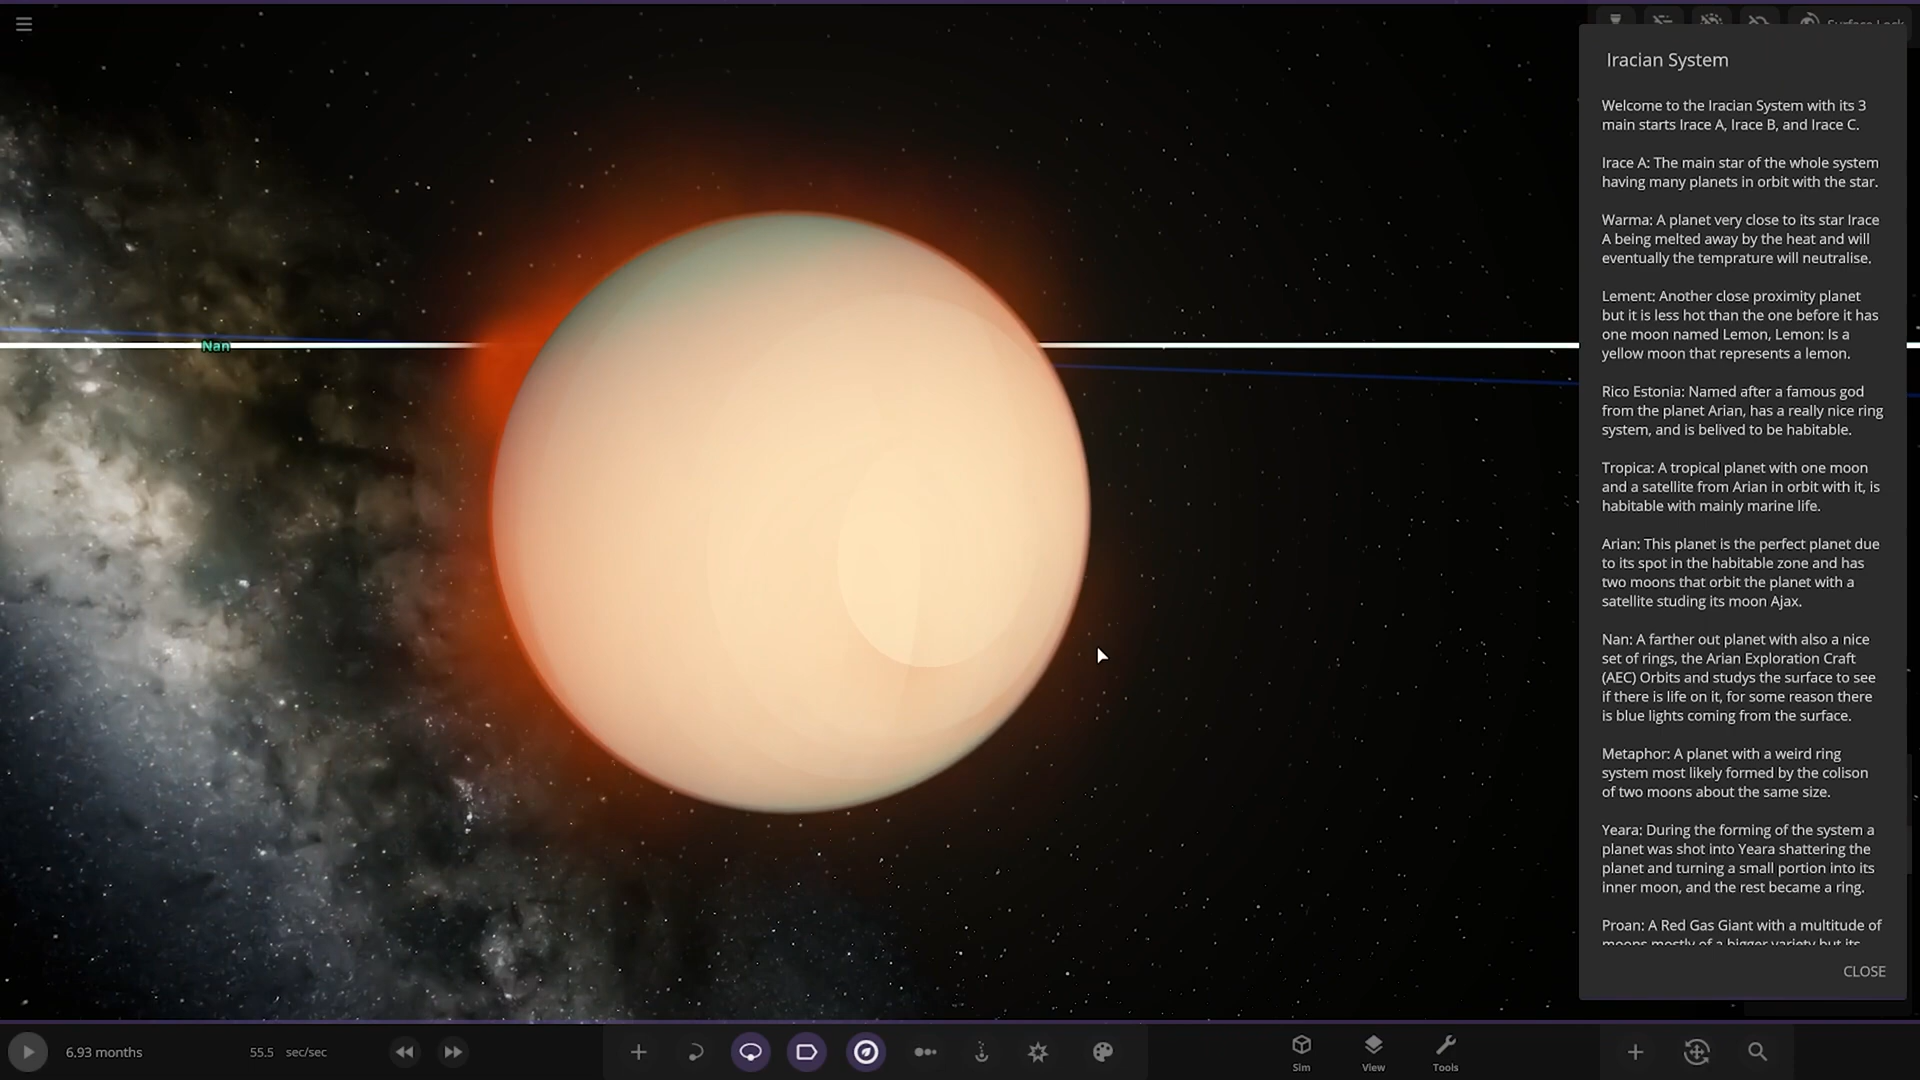 Surface Lock
Iracian System
Welcome to the Iracian System with its 3
main starts Irace A, Irace B, and Irace C.
Irace A: The main star of the whole system
having many planets in orbit with the star.
Warma: A planet very close to its star Irace
A being melted away by the heat and will
eventually the temprature will neutralise.
Lement: Another close proximity planet
but it is less hot than the one before it has
one moon named Lemon, Lemon: Is a
yellow moon that represents a lemon.
Rico Estonia: Named after a famous god
from the planet Arian, has a really nice ring
system, and is belived to be habitable.
Tropica: A tropical planet with one moon
and a satellite from Arian in orbit with it, is
habitable with mainly marine life.
Arian: This planet is the perfect planet due
to its spot in the habitable zone and has
two moons that orbit the planet with a
satellite studing its moon Ajax.
Nan: A farther out planet with also a nice
set of rings, the Arian Exploration Craft
(AEC) Orbits and studys the surface to see
if there is life on it, for some reason there
is blue lights coming from the surface.
Metaphor: A planet with a weird ring
system most likely formed by the colison
of two moons about the same size.
Yeara: During the forming of the system a
planet was shot into Yeara shattering the
planet and turning a small portion into its
inner moon, and the rest became a ring.
Proan: A Red Gas Giant with a multitude of
moons mostly of a bigger variety but its
CLOSE
Nan
6.93 months
55.5 sec/sec
Sim
View
Tools